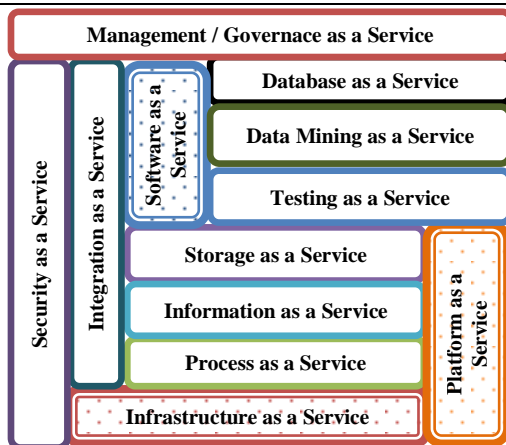 Management / Governace as a Service
Security as a Service
Integration as a Service
Software as a
Service
Database as a Service
Data Mining as a Service
Testing as a Service
Storage as a Service
Information as a Service
Process as a Service
Platform as a
Service
Infrastructure as a Service